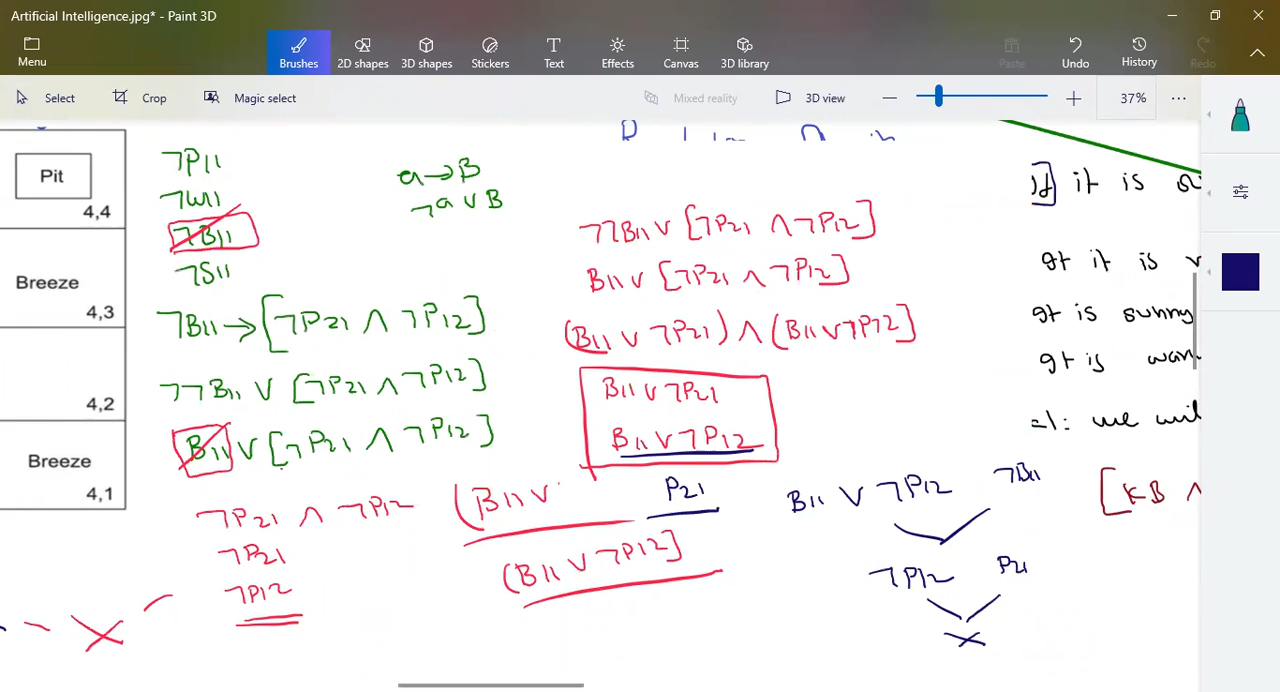 Artificial Intelligence.jpg* - Paint 3D
Menu
Brushes
2D shapes
3D shapes
Stickers
Text
Effects
Canvas
3D library
Paste
Undo
History
Redo
Select
Crop
Magic select
Mixed reality
3D view
37%
Pit
4,4
Breeze
4,3
4,2
Breeze
4,1
¬P11
¬W11
¬B11
¬S11
a→B
¬a ∨ B
¬B11 → [¬P21 ∧ ¬P12]
¬¬B11 ∨ [¬P21 ∧ ¬P12]
B11 ∨ [¬P21 ∧ ¬P12]
¬P21 ∧ ¬P12
¬P21
¬P12
¬¬B11 ∨ [¬P21 ∧ ¬P12]
B11 ∨ [¬P21 ∧ ¬P12]
(B11 ∨ ¬P21) ∧ (B11 ∨ ¬P12]
B11 ∨ ¬P21
B11 ∨ ¬P12
(B11 ∨
P21
(B11 ∨ ¬P12]
B11 ∨ ¬P12 ¬B11
¬P12 P21
it is
it is
It is sunny
It is
we
[KB ∧